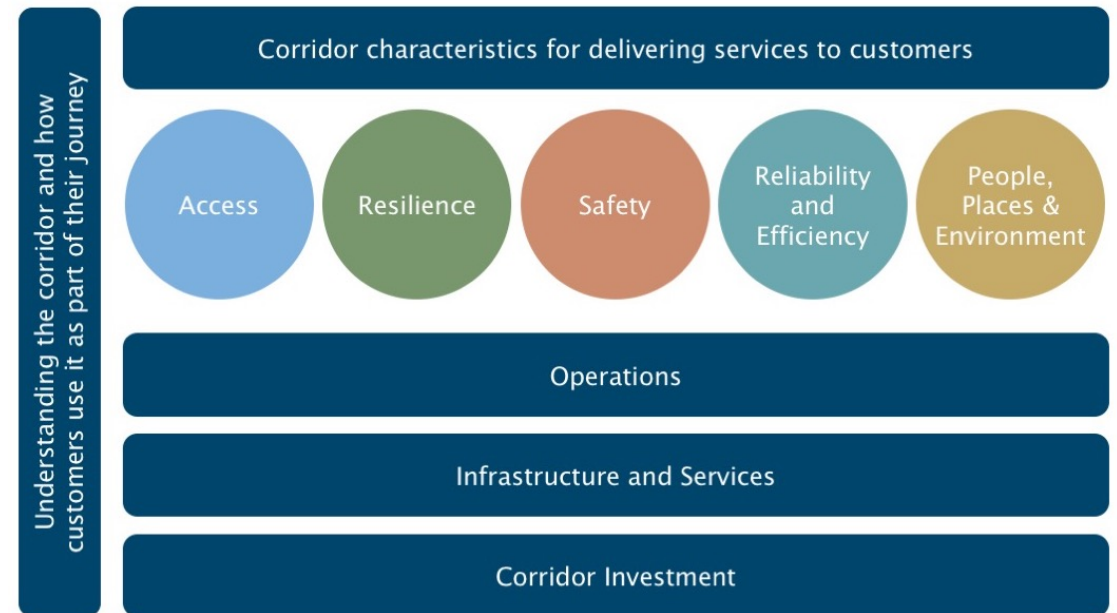 Understanding the corridor and how
customers use it as part of their journey
Corridor characteristics for delivering services to customers
Access
Resilience
Safety
Reliability
and
Efficiency
People,
Places &
Environment
Operations
Infrastructure and Services
Corridor Investment